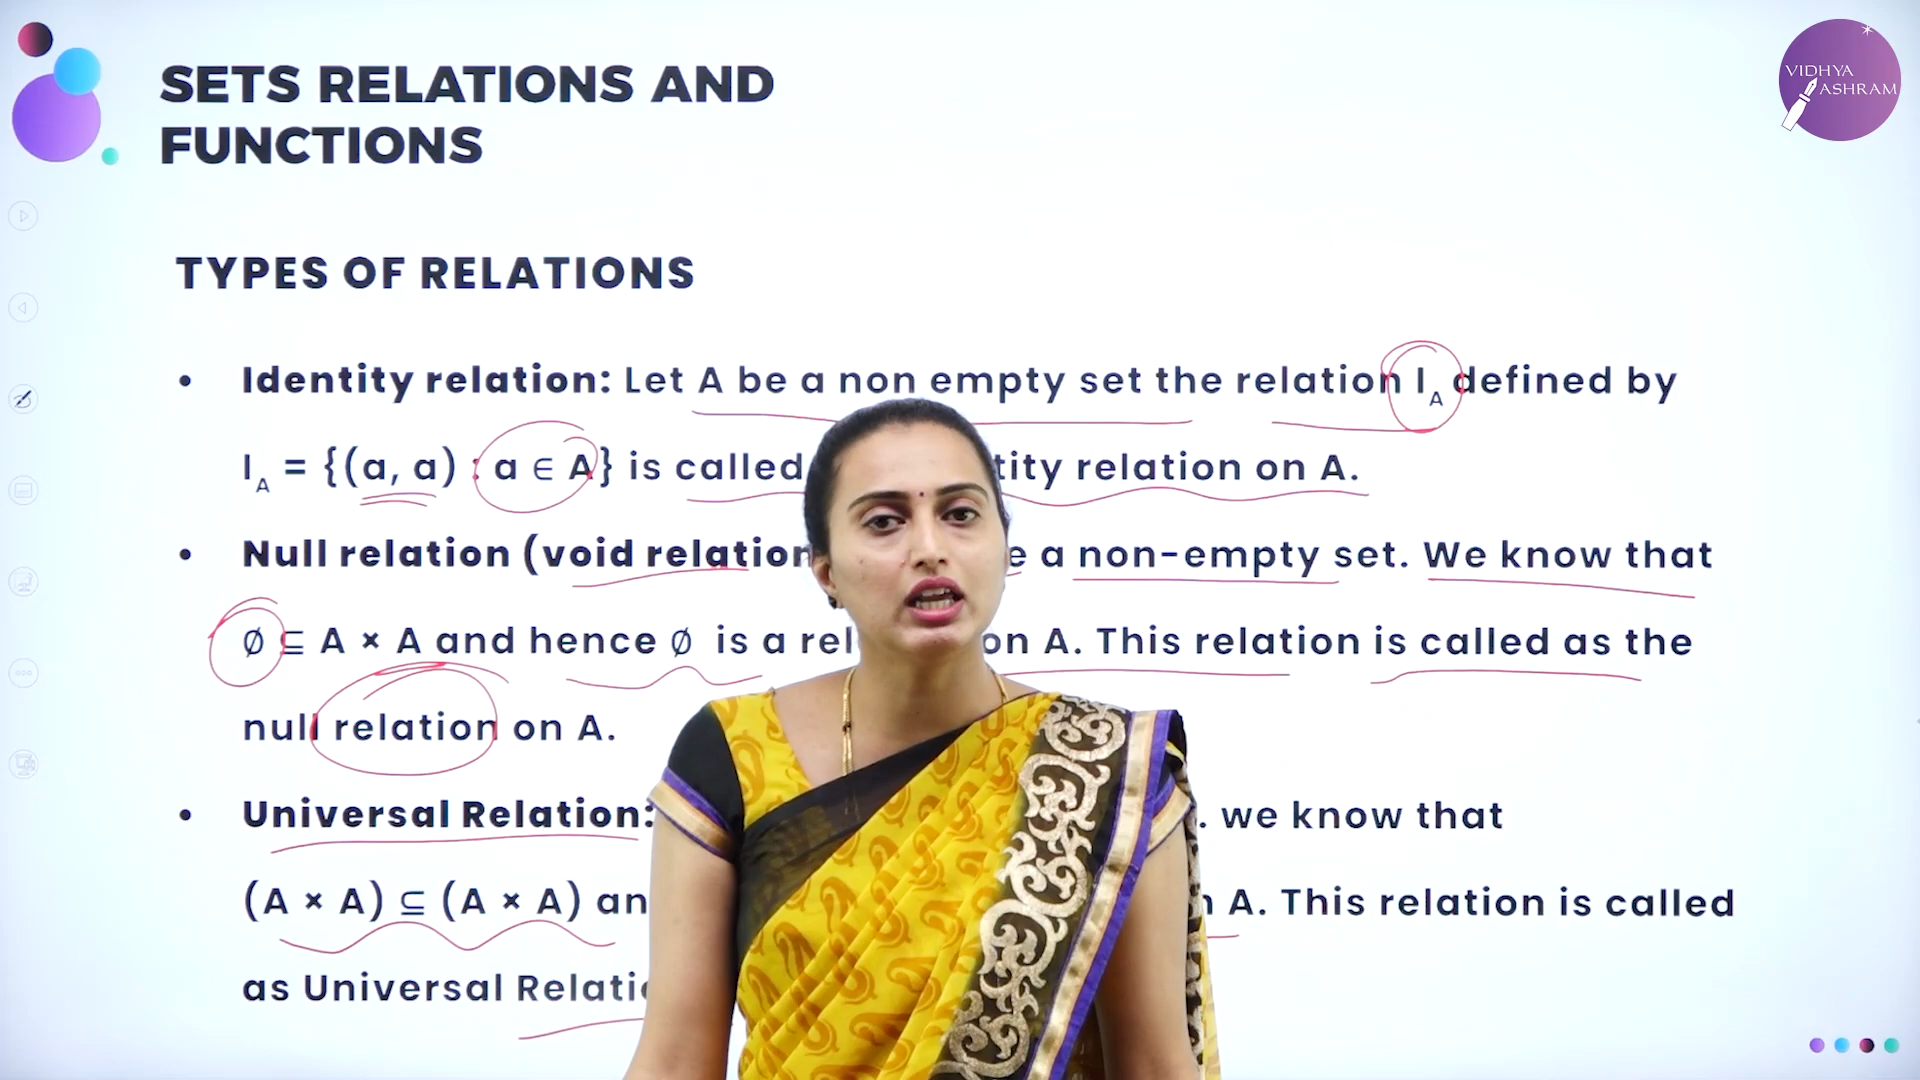 SETS RELATIONS AND
FUNCTIONS
VIDHYA
ASHRAM
TYPES OF RELATIONS
• Identity relation: Let A be a non empty set the relation I_A defined by
I_A = {(a, a) : a ∈ A} is called tity relation on A.
• Null relation (void relation e a non-empty set. We know that
∅ ⊆ A × A and hence ∅ is a rel on A. This relation is called as the
null relation on A.
• Universal Relation: . we know that
(A × A) ⊆ (A × A) an A. This relation is called
as Universal Relati